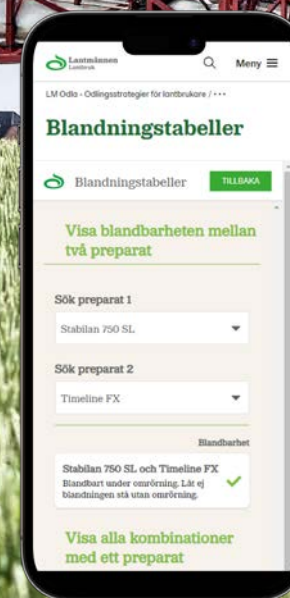 Lantmännen
Lantbruk
Meny
LM Odla - Odlingsstrategier för lantbrukare / ···
Blandningstabeller
Blandningstabeller
TILLBAKA
Visa blandbarheten mellan
två preparat
Sök preparat 1
Stabilan 750 SL
Sök preparat 2
Timeline FX
Blandbarhet
Stabilan 750 SL och Timeline FX
Blandbart under omrörning. Låt ej
blandningen stå utan omrörning.
Visa alla kombinationer
med ett preparat